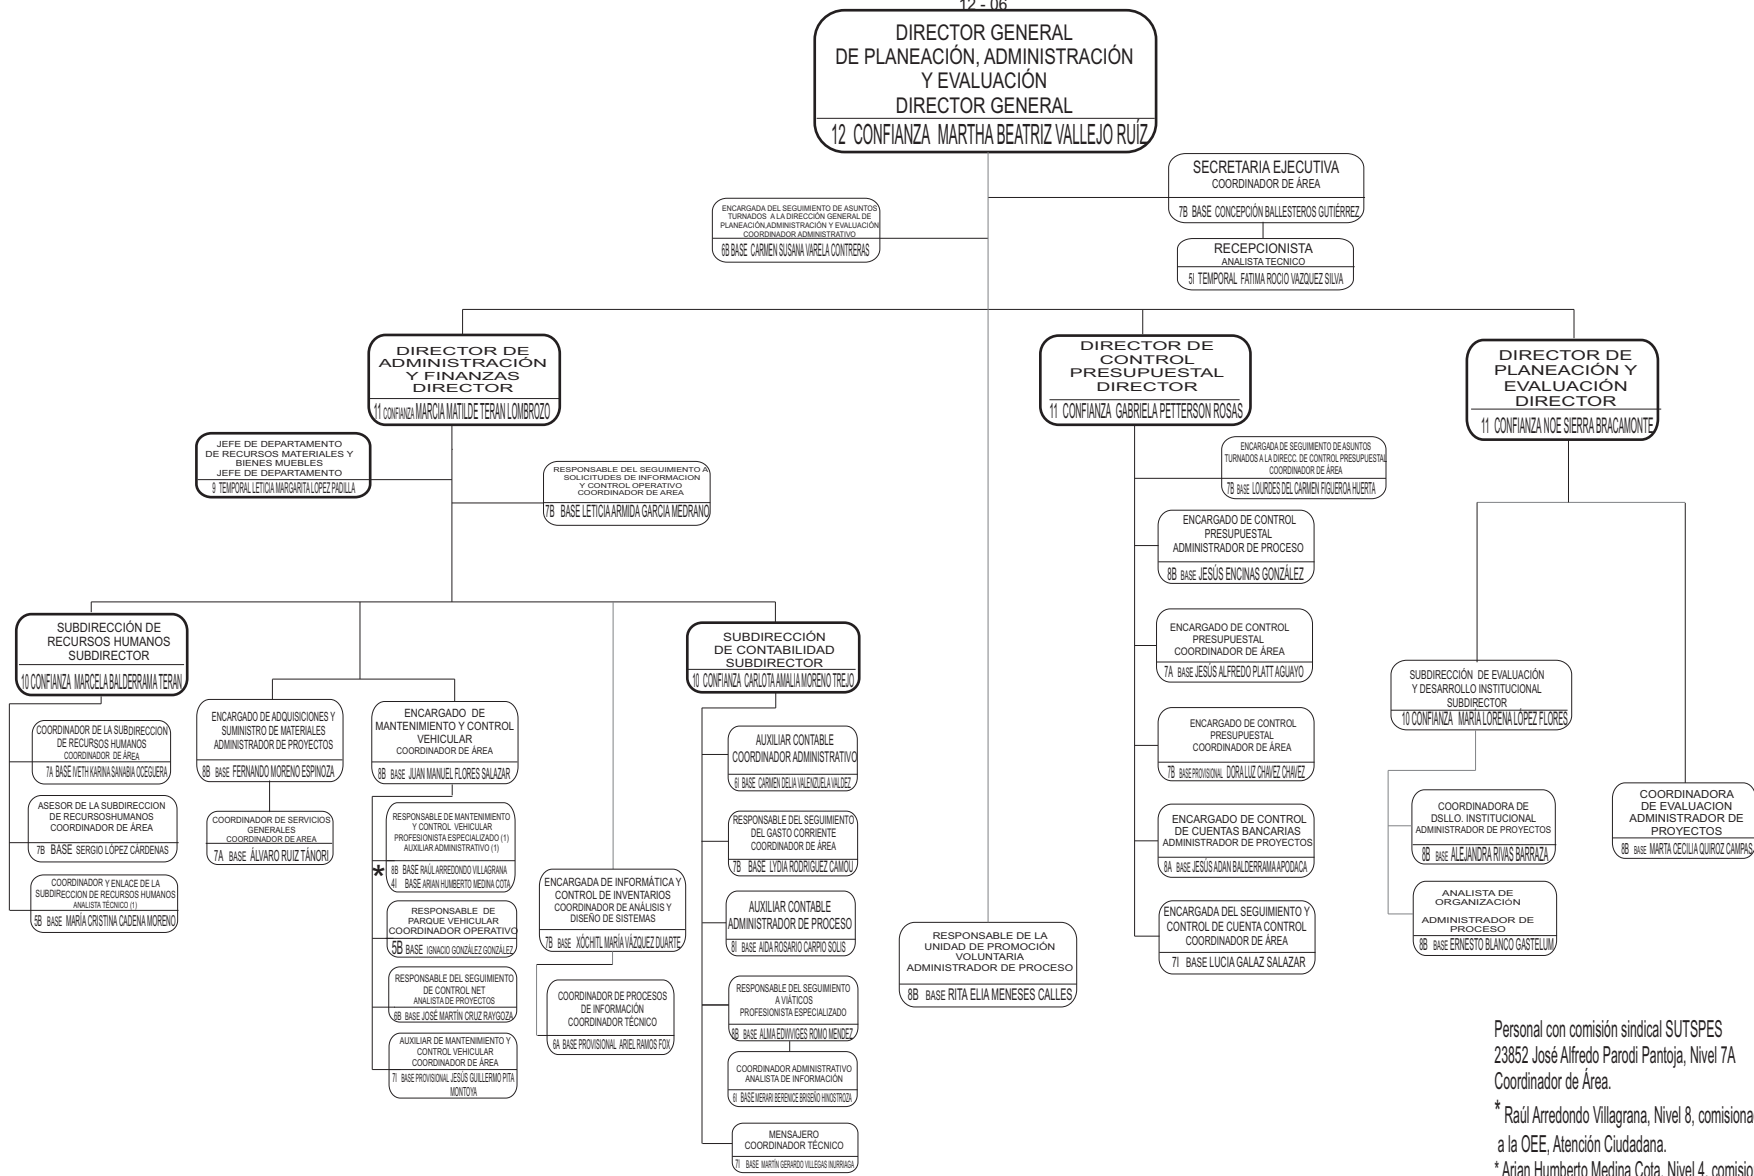 12 - 06
DIRECTOR GENERAL
DE PLANEACIÓN, ADMINISTRACIÓN
Y EVALUACIÓN
DIRECTOR GENERAL
12 CONFIANZA MARTHA BEATRIZ VALLEJO RUÍZ
SECRETARIA EJECUTIVA
COORDINADOR DE ÁREA
7B BASE CONCEPCIÓN BALLESTEROS GUTIÉRREZ
RECEPCIONISTA
ANALISTA TECNICO
5I TEMPORAL FATIMA ROCIO VAZQUEZ SILVA
ENCARGADA DEL SEGUIMIENTO DE ASUNTOS
TURNADOS A LA DIRECCIÓN GENERAL DE
PLANEACIÓN,ADMINISTRACIÓN Y EVALUACIÓN
COORDINADOR ADMINISTRATIVO
6B BASE CARMEN SUSANA VARELA CONTRERAS
DIRECTOR DE
ADMINISTRACIÓN
Y FINANZAS
DIRECTOR
11 CONFIANZA MARCIA MATILDE TERAN LOMBROZO
DIRECTOR DE
CONTROL
PRESUPUESTAL
DIRECTOR
11 CONFIANZA GABRIELA PETTERSON ROSAS
DIRECTOR DE
PLANEACIÓN Y
EVALUACIÓN
DIRECTOR
11 CONFIANZA NOE SIERRA BRACAMONTE
JEFE DE DEPARTAMENTO
DE RECURSOS MATERIALES Y
BIENES MUEBLES
JEFE DE DEPARTAMENTO
9 TEMPORAL LETICIA MARGARITA LOPEZ PADILLA
RESPONSABLE DEL SEGUIMIENTO A
SOLICITUDES DE INFORMACION
Y CONTROL OPERATIVO
COORDINADOR DE AREA
7B BASE LETICIA ARMIDA GARCIA MEDRANO
ENCARGADA DE SEGUIMIENTO DE ASUNTOS
TURNADOS A LA DIRECC. DE CONTROL PRESUPUESTAL
COORDINADOR DE ÁREA
7B BASE LOURDES DEL CARMEN FIGUEROA HUERTA
ENCARGADO DE CONTROL
PRESUPUESTAL
ADMINISTRADOR DE PROCESO
8B BASE JESÚS ENCINAS GONZÁLEZ
ENCARGADO DE CONTROL
PRESUPUESTAL
COORDINADOR DE ÁREA
7A BASE JESÚS ALFREDO PLATT AGUAYO
ENCARGADO DE CONTROL
PRESUPUESTAL
COORDINADOR DE ÁREA
7B BASE PROVISIONAL DORA LUZ CHAVEZ CHAVEZ
ENCARGADO DE CONTROL
DE CUENTAS BANCARIAS
ADMINISTRADOR DE PROYECTOS
8A BASE JESÚS ADAN BALDERRAMA APODACA
ENCARGADA DEL SEGUIMIENTO Y
CONTROL DE CUENTA CONTROL
COORDINADOR DE ÁREA
7I BASE LUCIA GALAZ SALAZAR
SUBDIRECCIÓN DE
RECURSOS HUMANOS
SUBDIRECTOR
10 CONFIANZA MARCELA BALDERRAMA TERAN
COORDINADOR DE LA SUBDIRECCION
DE RECURSOS HUMANOS
COORDINADOR DE ÁREA
7A BASE IVETH KARINA SANABIA OCEGUERA
ASESOR DE LA SUBDIRECCION
DE RECURSOSHUMANOS
COORDINADOR DE ÁREA
7B BASE SERGIO LÓPEZ CÁRDENAS
COORDINADOR Y ENLACE DE LA
SUBDIRECCION DE RECURSOS HUMANOS
ANALISTA TÉCNICO (1)
5B BASE MARÍA CRISTINA CADENA MORENO
ENCARGADO DE ADQUISICIONES Y
SUMINISTRO DE MATERIALES
ADMINISTRADOR DE PROYECTOS
8B BASE FERNANDO MORENO ESPINOZA
COORDINADOR DE SERVICIOS
GENERALES
COORDINADOR DE AREA
7A BASE ÁLVARO RUIZ TÁNORI
ENCARGADO DE
MANTENIMIENTO Y CONTROL
VEHICULAR
COORDINADOR DE ÁREA
8B BASE JUAN MANUEL FLORES SALAZAR
RESPONSABLE DE MANTENIMIENTO
Y CONTROL VEHICULAR
PROFESIONISTA ESPECIALIZADO (1)
AUXILIAR ADMINISTRATIVO (1)
* 8B BASE RAÚL ARREDONDO VILLAGRANA
4I BASE ARIAN HUMBERTO MEDINA COTA
RESPONSABLE DE
PARQUE VEHICULAR
COORDINADOR OPERATIVO
5B BASE IGNACIO GONZÁLEZ GONZÁLEZ
RESPONSABLE DEL SEGUIMIENTO
DE CONTROL NET
ANALISTA DE PROYECTOS
6B BASE JOSÉ MARTÍN CRUZ RAYGOZA
AUXILIAR DE MANTENIMIENTO Y
CONTROL VEHICULAR
COORDINADOR DE ÁREA
7I BASE PROVISIONAL JESÚS GUILLERMO PITA
MONTOYA
ENCARGADA DE INFORMÁTICA Y
CONTROL DE INVENTARIOS
COORDINADOR DE ANÁLISIS Y
DISEÑO DE SISTEMAS
7B BASE XÓCHITL MARÍA VÁZQUEZ DUARTE
COORDINADOR DE PROCESOS
DE INFORMACIÓN
COORDINADOR TÉCNICO
6A BASE PROVISIONAL ARIEL RAMOS FOX
SUBDIRECCIÓN
DE CONTABILIDAD
SUBDIRECTOR
10 CONFIANZA CARLOTA AMALIA MORENO TREJO
AUXILIAR CONTABLE
COORDINADOR ADMINISTRATIVO
6I BASE CARMEN DELIA VALENZUELA VALDEZ
RESPONSABLE DEL SEGUIMIENTO
DEL GASTO CORRIENTE
COORDINADOR DE ÁREA
7B BASE LYDIA RODRÍGUEZ CAMOU
AUXILIAR CONTABLE
ADMINISTRADOR DE PROCESO
8I BASE AIDA ROSARIO CARPIO SOLIS
RESPONSABLE DEL SEGUIMIENTO
A VIÁTICOS
PROFESIONISTA ESPECIALIZADO
8B BASE ALMA EDWVIGES ROMO MENDEZ
COORDINADOR ADMINISTRATIVO
ANALISTA DE INFORMACIÓN
6I BASE MERARI BERENICE BRISEÑO HINOSTROZA
MENSAJERO
COORDINADOR TÉCNICO
7I BASE MARTÍN GERARDO VILLEGAS INURRIAGA
RESPONSABLE DE LA
UNIDAD DE PROMOCIÓN
VOLUNTARIA
ADMINISTRADOR DE PROCESO
8B BASE RITA ELIA MENESES CALLES
SUBDIRECCIÓN DE EVALUACIÓN
Y DESARROLLO INSTITUCIONAL
SUBDIRECTOR
10 CONFIANZA MARÍA LORENA LÓPEZ FLORES
COORDINADORA DE
DSLLO. INSTITUCIONAL
ADMINISTRADOR DE PROYECTOS
8B BASE ALEJANDRA RIVAS BARRAZA
ANALISTA DE
ORGANIZACIÓN
ADMINISTRADOR DE
PROCESO
8B BASE ERNESTO BLANCO GASTELUM
COORDINADORA
DE EVALUACION
ADMINISTRADOR DE
PROYECTOS
8B BASE MARTA CECILIA QUIROZ CAMPAS
Personal con comisión sindical SUTSPES
23852 José Alfredo Parodi Pantoja, Nivel 7A
Coordinador de Área.
* Raúl Arredondo Villagrana, Nivel 8, comisiona
a la OEE, Atención Ciudadana.
* Arian Humberto Medina Cota, Nivel 4, comisio